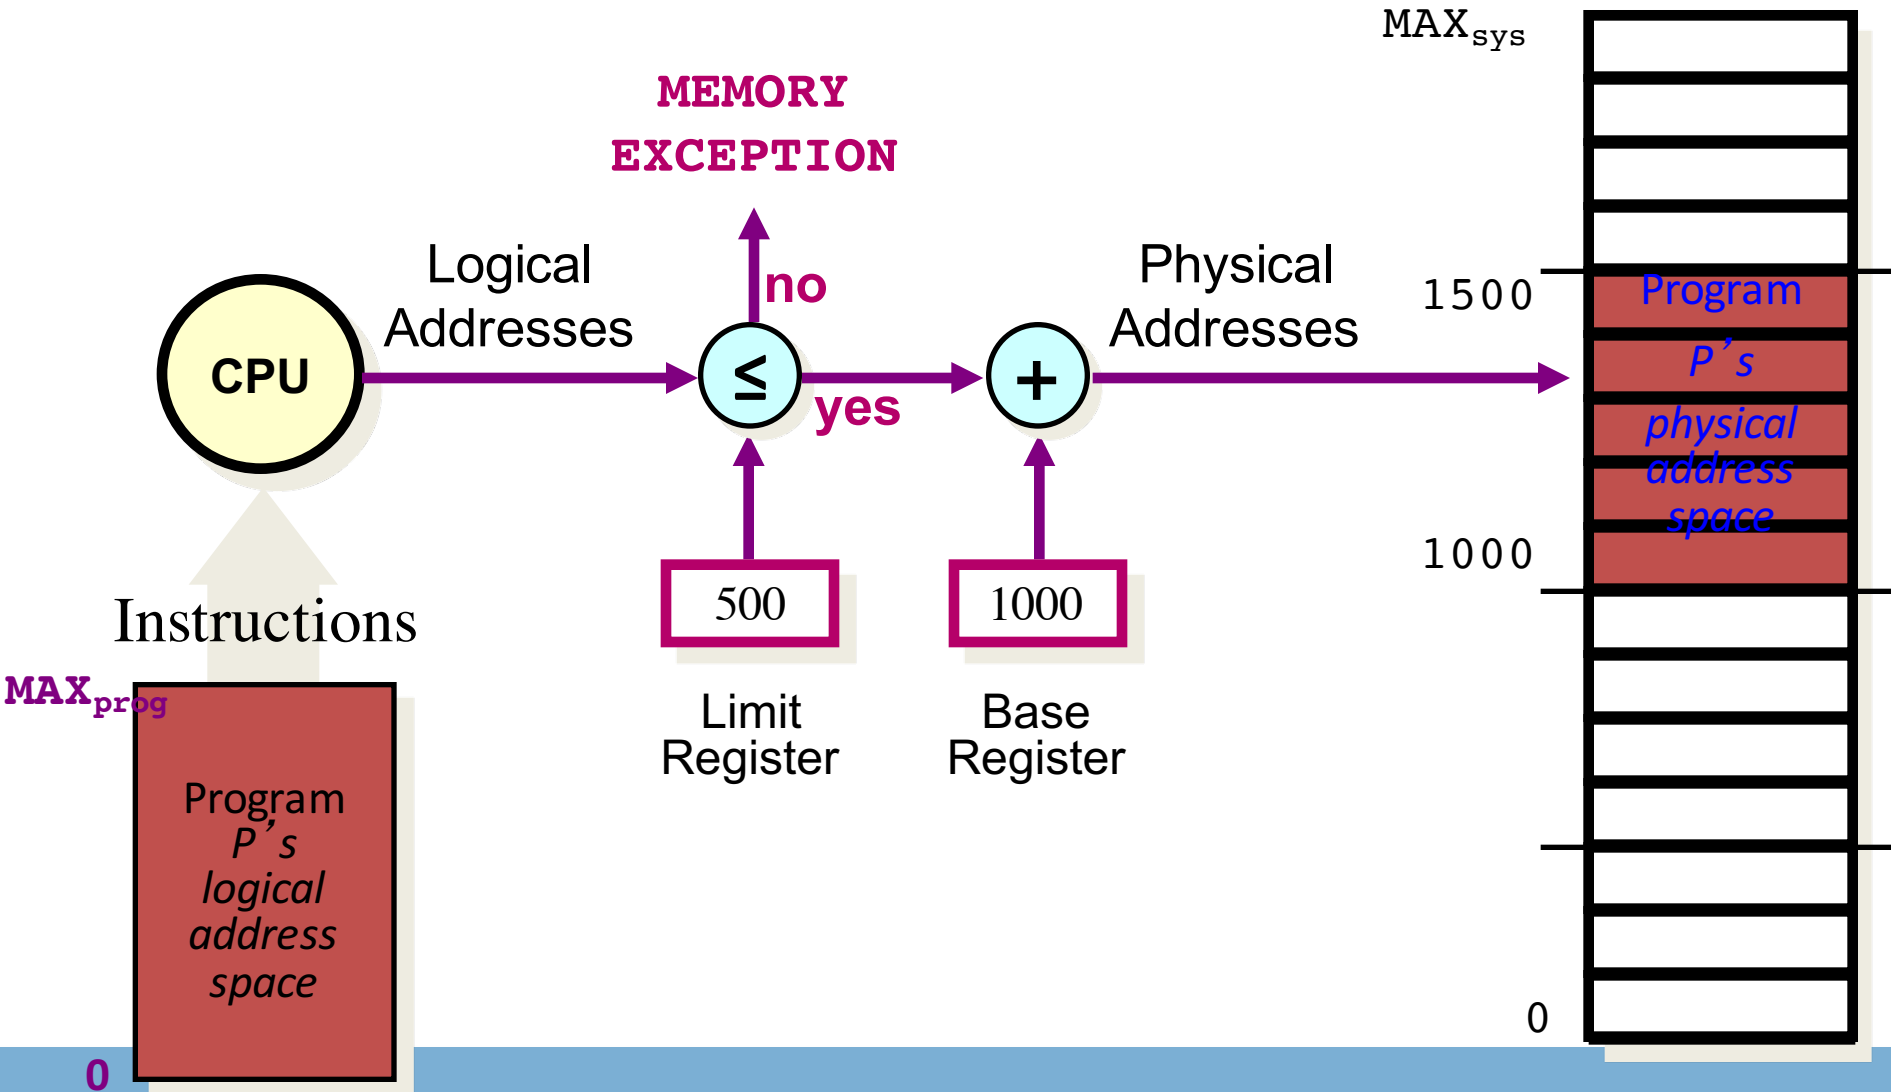 MAXsys
MEMORY
EXCEPTION
Logical
Addresses
no
Physical
Addresses
1500
Program
P’s
physical
address
space
CPU
≤
yes
+
1000
500
1000
Instructions
Limit
Register
Base
Register
MAXprog
Program
P’s
logical
address
space
0
0